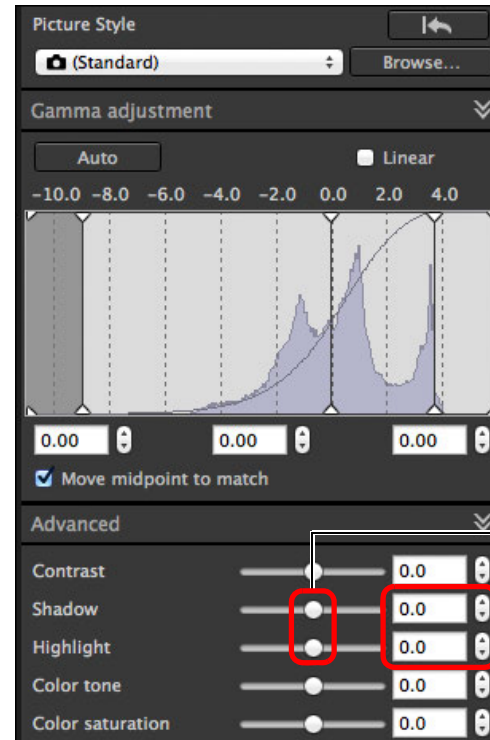 Picture Style
(Standard) Browse...
Gamma adjustment
Auto Linear
-10.0 -8.0 -6.0 -4.0 -2.0 0.0 2.0 4.0
0.00 0.00 0.00
Move midpoint to match
Advanced
Contrast 0.0
Shadow 0.0
Highlight 0.0
Color tone 0.0
Color saturation 0.0